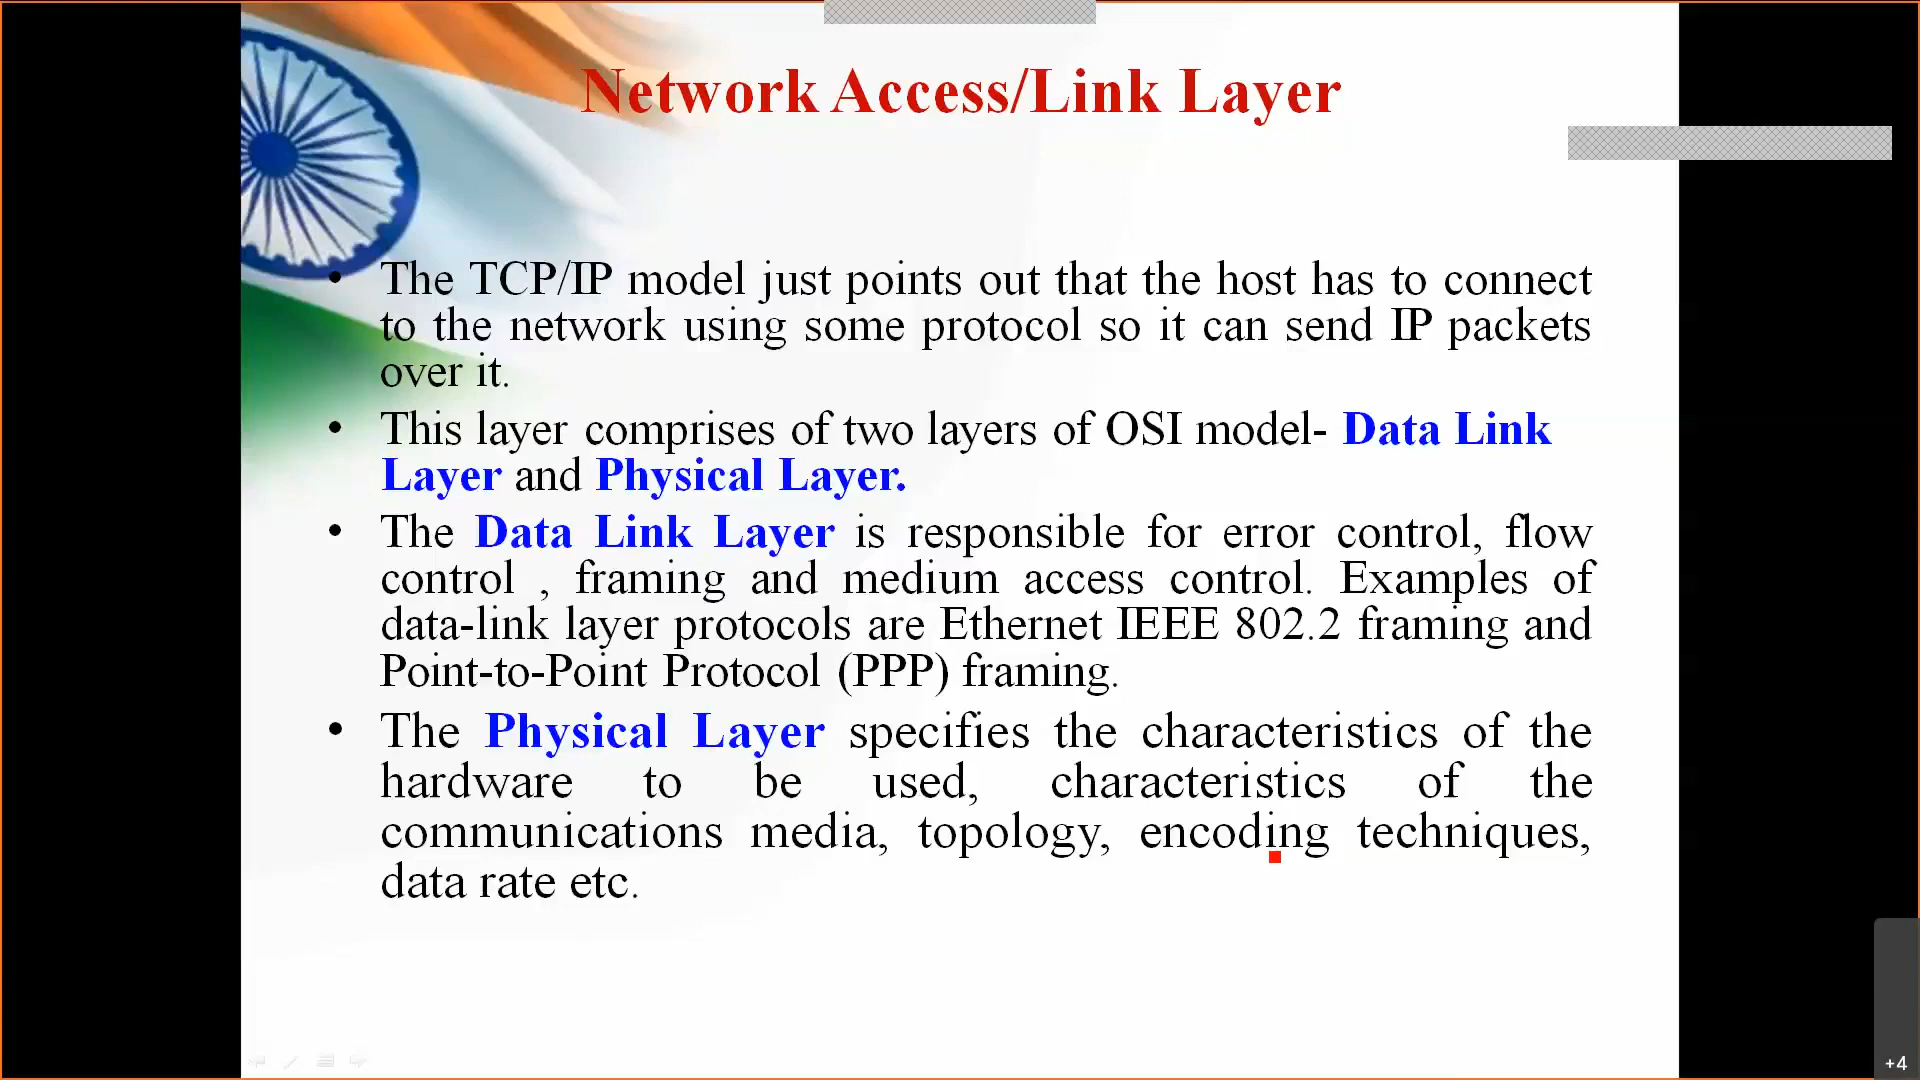 Network Access/Link Layer
• The TCP/IP model just points out that the host has to connect
to the network using some protocol so it can send IP packets
over it.
• This layer comprises of two layers of OSI model- Data Link
Layer and Physical Layer.
• The Data Link Layer is responsible for error control, flow
control , framing and medium access control. Examples of
data-link layer protocols are Ethernet IEEE 802.2 framing and
Point-to-Point Protocol (PPP) framing.
• The Physical Layer specifies the characteristics of the
hardware to be used, characteristics of the
communications media, topology, encoding techniques,
data rate etc.
+4